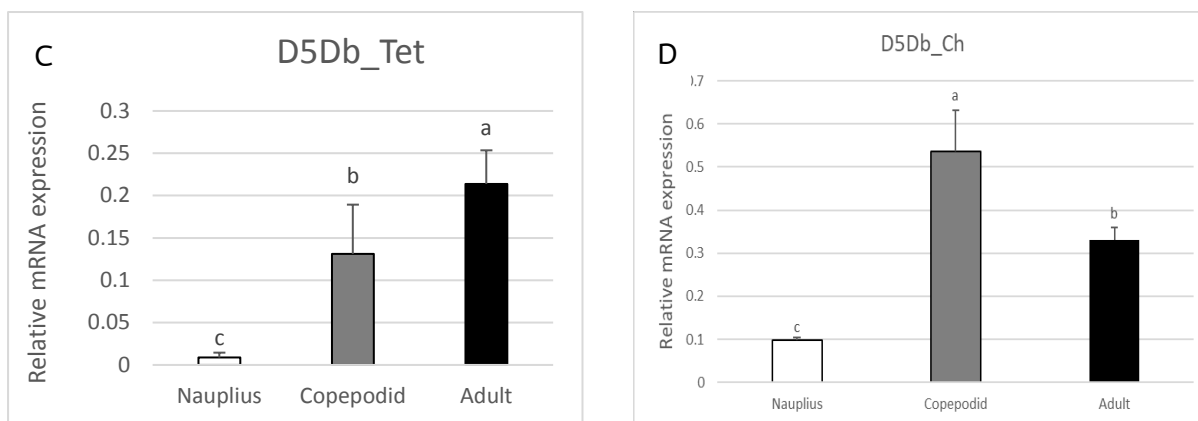 C
D5Db_Tet
Relative mRNA expression
0.3
0.25
0.2
0.15
0.1
0.05
0
c
b
a
Nauplius Copepodid Adult
D
D5Db_Ch
Relative mRNA expression
0.7
0.6
0.5
0.4
0.3
0.2
0.1
0
c
a
b
Nauplius Copepodid Adult